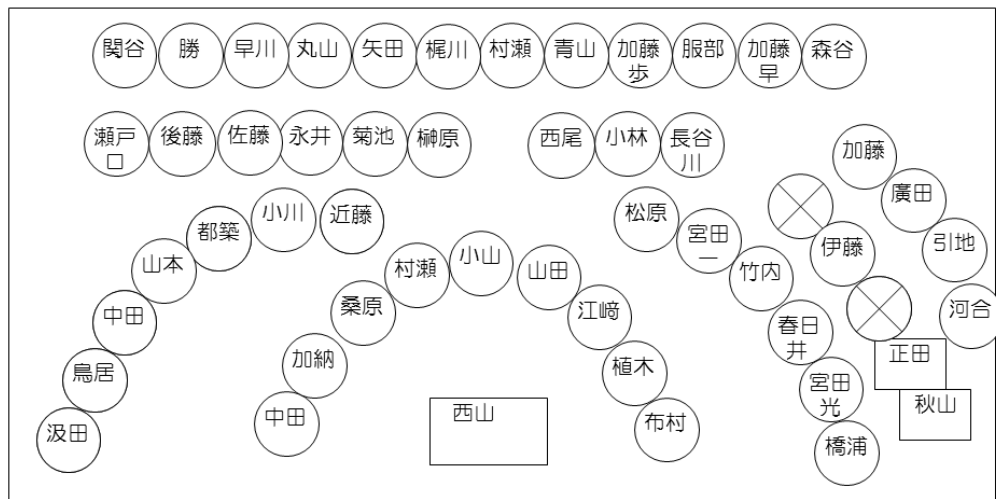 関谷
勝
早川
丸山
矢田
梶川
村瀬
青山
加藤
歩
服部
加藤
早
森谷
瀬戸
口
後藤
佐藤
永井
菊池
榊原
西尾
小林
長谷
川
加藤
廣田
引地
河合
伊藤
小川
近藤
都築
山本
中田
鳥居
汲田
松原
宮田
一
竹内
春日
井
宮田
光
橋浦
小山
村瀬
桑原
加納
中田
山田
江﨑
植木
布村
正田
秋山
西山